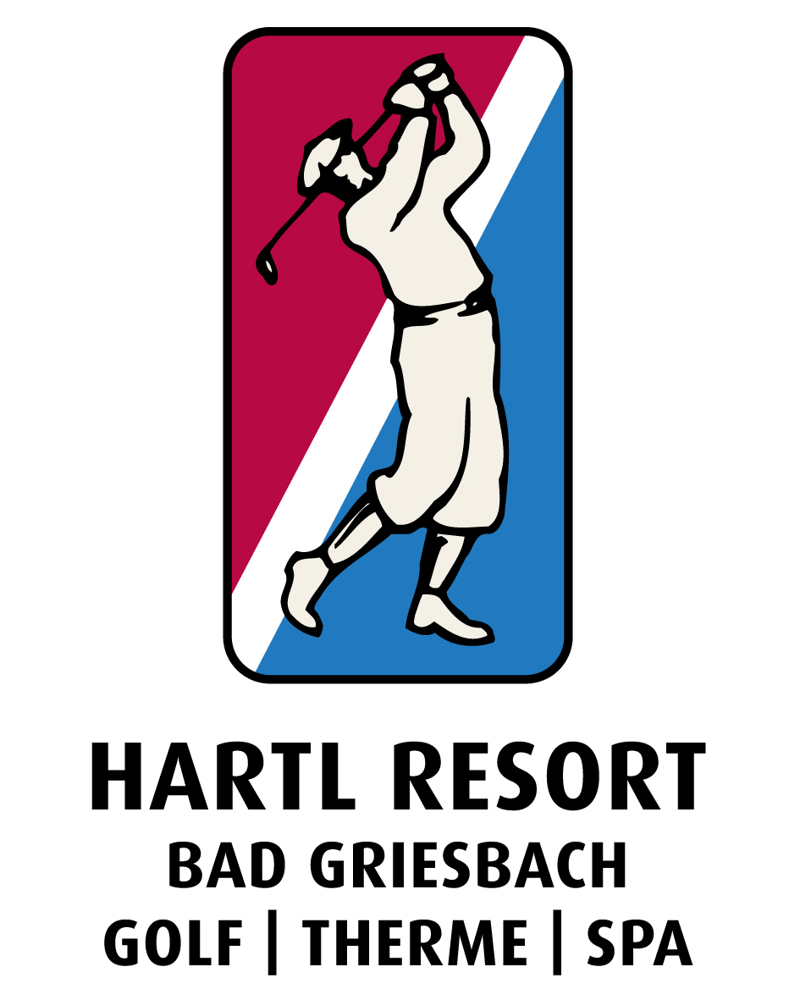 HARTL RESORT
BAD GRIESBACH
GOLF | THERME | SPA